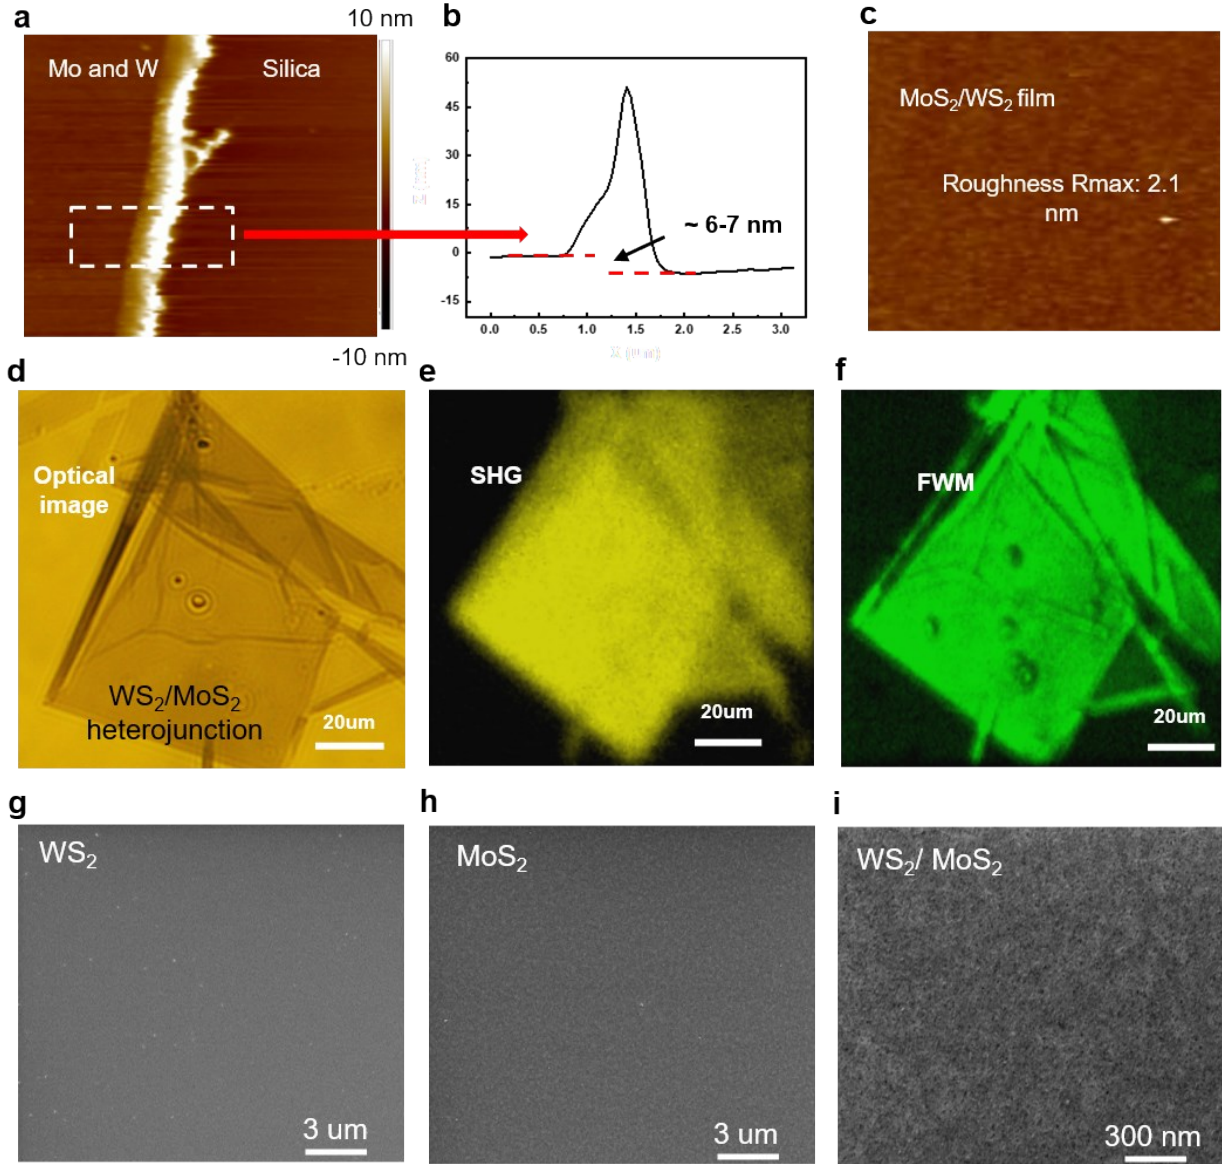 a
10 nm
Mo and W
Silica
-10 nm
b
60
45
30
15
0
-15
~ 6-7 nm
0.0 0.5 1.0 1.5 2.0 2.5 3.0
X (um)
c
MoS₂/WS₂ film
Roughness Rmax: 2.1
nm
d
Optical
image
WS₂/MoS₂
heterojunction
20um
e
SHG
20um
f
FWM
20um
g
WS₂
3 um
h
MoS₂
3 um
i
WS₂/ MoS₂
300 nm